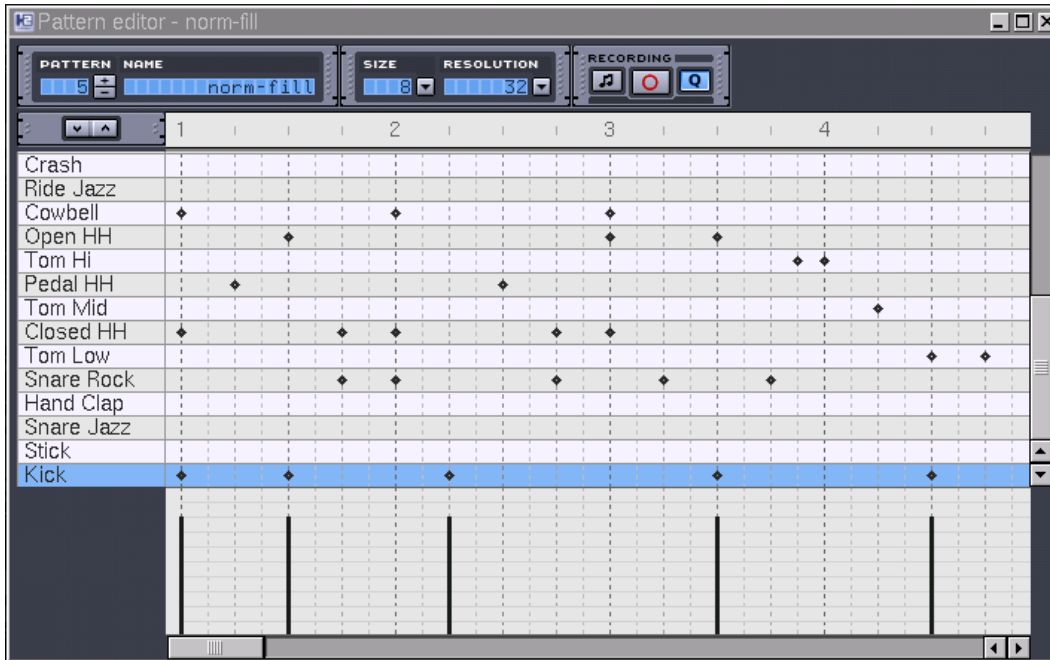 H2 Pattern editor - norm-fill
PATTERN NAME SIZE RESOLUTION RECORDING
5 norm-fill 8 32 Q
1 2 3 4
Crash
Ride Jazz
Cowbell
Open HH
Tom Hi
Pedal HH
Tom Mid
Closed HH
Tom Low
Snare Rock
Hand Clap
Snare Jazz
Stick
Kick